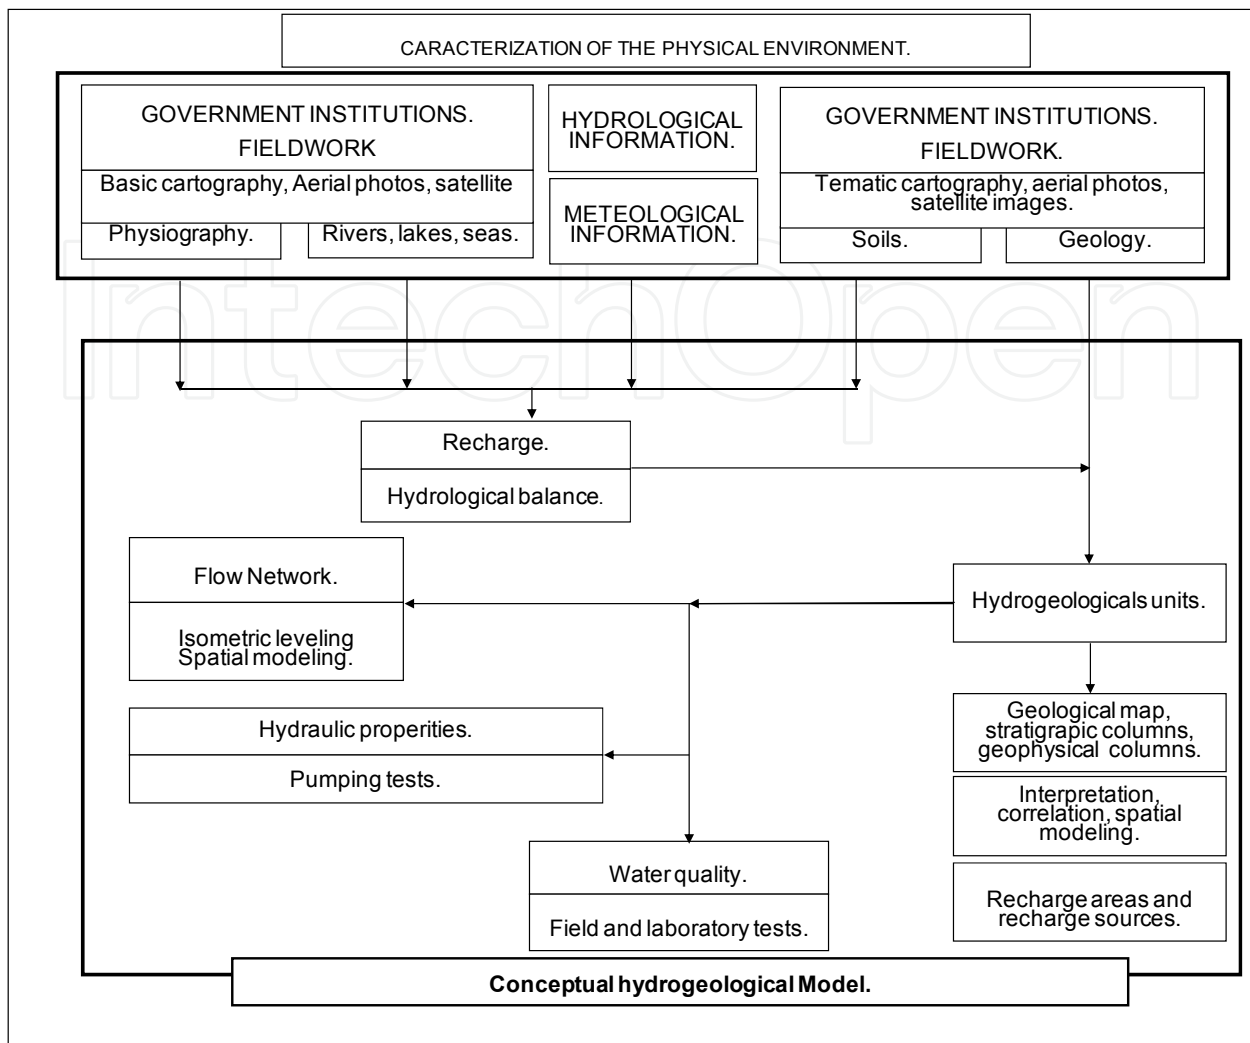 CARACTERIZATION OF THE PHYSICAL ENVIRONMENT.
GOVERNMENT INSTITUTIONS.
FIELDWORK
Basic cartography, Aerial photos, satellite
Physiography.
Rivers, lakes, seas.
HYDROLOGICAL
INFORMATION.
METEOLOGICAL
INFORMATION.
GOVERNMENT INSTITUTIONS.
FIELDWORK.
Tematic cartography, aerial photos,
satellite images.
Soils.
Geology.
IntechOpen
Recharge.
Hydrological balance.
Flow Network.
Isometric leveling
Spatial modeling.
Hydrogeologicals units.
Hydraulic properities.
Pumping tests.
Geological map,
stratigrapic columns,
geophysical columns.
Interpretation,
correlation, spatial
modeling.
Water quality.
Field and laboratory tests.
Recharge areas and
recharge sources.
Conceptual hydrogeological Model.